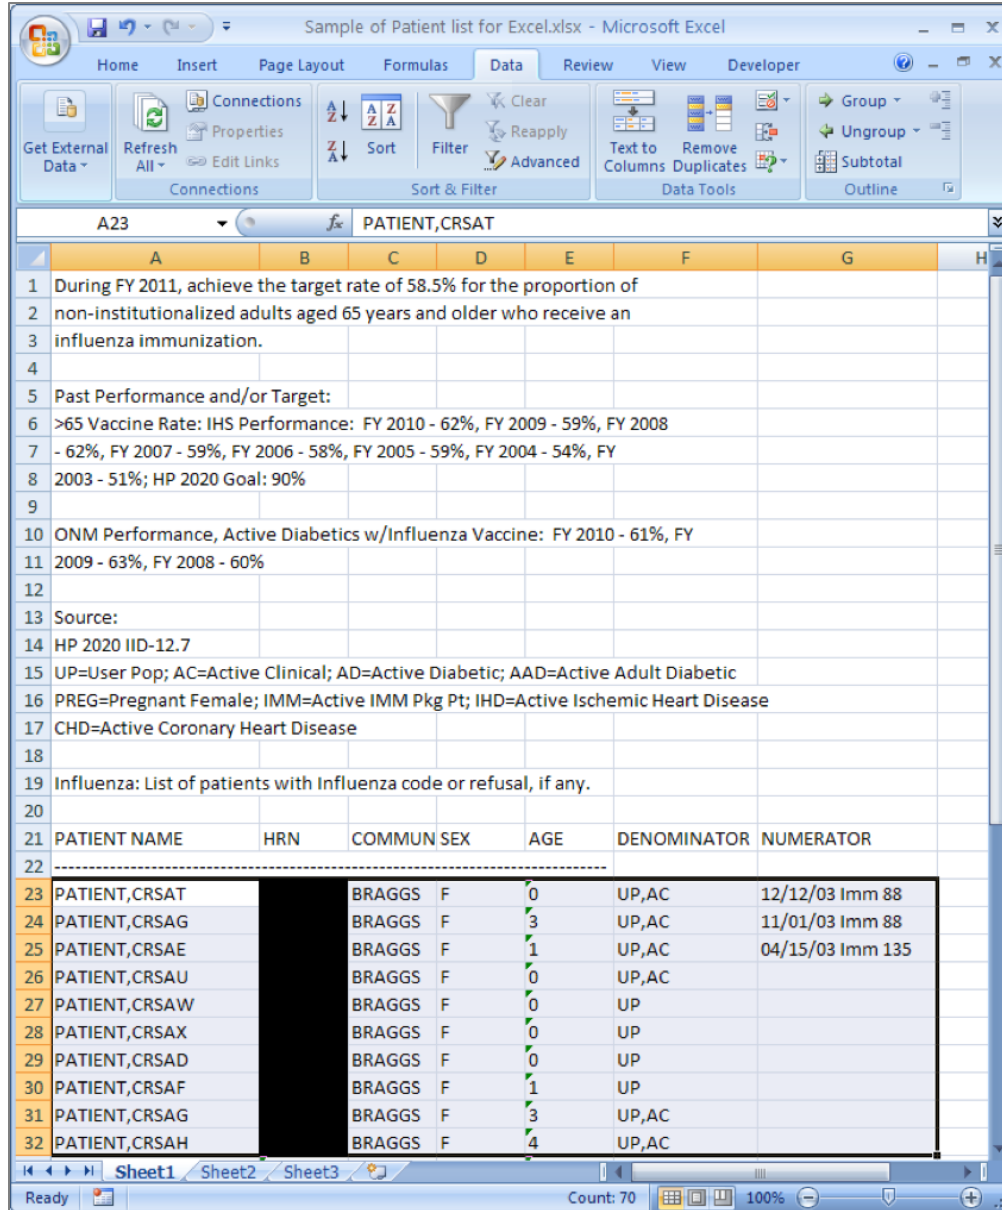 Sample of Patient list for Excel.xlsx - Microsoft Excel
Home Insert Page Layout Formulas Data Review View Developer
Get External Data
Refresh All
Connections
Properties
Edit Links
Connections
Sort
Filter
Clear
Reapply
Advanced
Sort & Filter
Text to Columns
Remove Duplicates
Data Tools
Group
Ungroup
Subtotal
Outline
A23 fx PATIENT,CRSAT
A B C D E F G H
1 During FY 2011, achieve the target rate of 58.5% for the proportion of
2 non-institutionalized adults aged 65 years and older who receive an
3 influenza immunization.
4
5 Past Performance and/or Target:
6 >65 Vaccine Rate: IHS Performance: FY 2010 - 62%, FY 2009 - 59%, FY 2008
7 - 62%, FY 2007 - 59%, FY 2006 - 58%, FY 2005 - 59%, FY 2004 - 54%, FY
8 2003 - 51%; HP 2020 Goal: 90%
9
10 ONM Performance, Active Diabetics w/Influenza Vaccine: FY 2010 - 61%, FY
11 2009 - 63%, FY 2008 - 60%
12
13 Source:
14 HP 2020 IID-12.7
15 UP=User Pop; AC=Active Clinical; AD=Active Diabetic; AAD=Active Adult Diabetic
16 PREG=Pregnant Female; IMM=Active IMM Pkg Pt; IHD=Active Ischemic Heart Disease
17 CHD=Active Coronary Heart Disease
18
19 Influenza: List of patients with Influenza code or refusal, if any.
20
21 PATIENT NAME HRN COMMUN SEX AGE DENOMINATOR NUMERATOR
22 --------------------------------------------------------------------------------
23 PATIENT,CRSAT BRAGGS F 0 UP,AC 12/12/03 Imm 88
24 PATIENT,CRSAG BRAGGS F 3 UP,AC 11/01/03 Imm 88
25 PATIENT,CRSAE BRAGGS F 1 UP,AC 04/15/03 Imm 135
26 PATIENT,CRSAU BRAGGS F 0 UP,AC
27 PATIENT,CRSAW BRAGGS F 0 UP
28 PATIENT,CRSAX BRAGGS F 0 UP
29 PATIENT,CRSAD BRAGGS F 0 UP
30 PATIENT,CRSAF BRAGGS F 1 UP
31 PATIENT,CRSAG BRAGGS F 3 UP,AC
32 PATIENT,CRSAH BRAGGS F 4 UP,AC
Sheet1 Sheet2 Sheet3
Ready Count: 70 100%